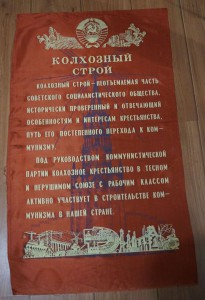 КОЛХОЗНЫЙ
СТРОЙ
КОЛХОЗНЫЙ СТРОЙ-НЕОТЪЕМЛЕМАЯ ЧАСТЬ
СОВЕТСКОГО СОЦИАЛИСТИЧЕСКОГО ОБЩЕСТВА,
ИСТОРИЧЕСКИ ПРОВЕРЕННЫЙ И ОТВЕЧАЮЩИЙ
ОСОБЕННОСТЯМ И ИНТЕРЕСАМ КРЕСТЬЯНСТВА,
ПУТЬ ЕГО ПОСТЕПЕННОГО ПЕРЕХОДА К КОМ-
МУНИЗМУ.
ПОД РУКОВОДСТВОМ КОММУНИСТИЧЕСКОЙ
ПАРТИИ КОЛХОЗНОЕ КРЕСТЬЯНСТВО В ТЕСНОМ
И НЕРУШИМОМ СОЮЗЕ С РАБОЧИМ КЛАССОМ
АКТИВНО УЧАСТВУЕТ В СТРОИТЕЛЬСТВЕ КОМ-
МУНИЗМА В НАШЕЙ СТРАНЕ.